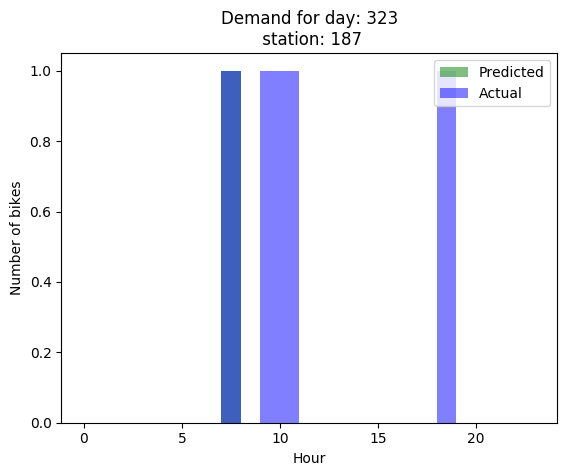 Demand for day: 323
station: 187
Predicted
Actual
Number of bikes
1.0
0.8
0.6
0.4
0.2
0.0
0
5
10
15
20
Hour